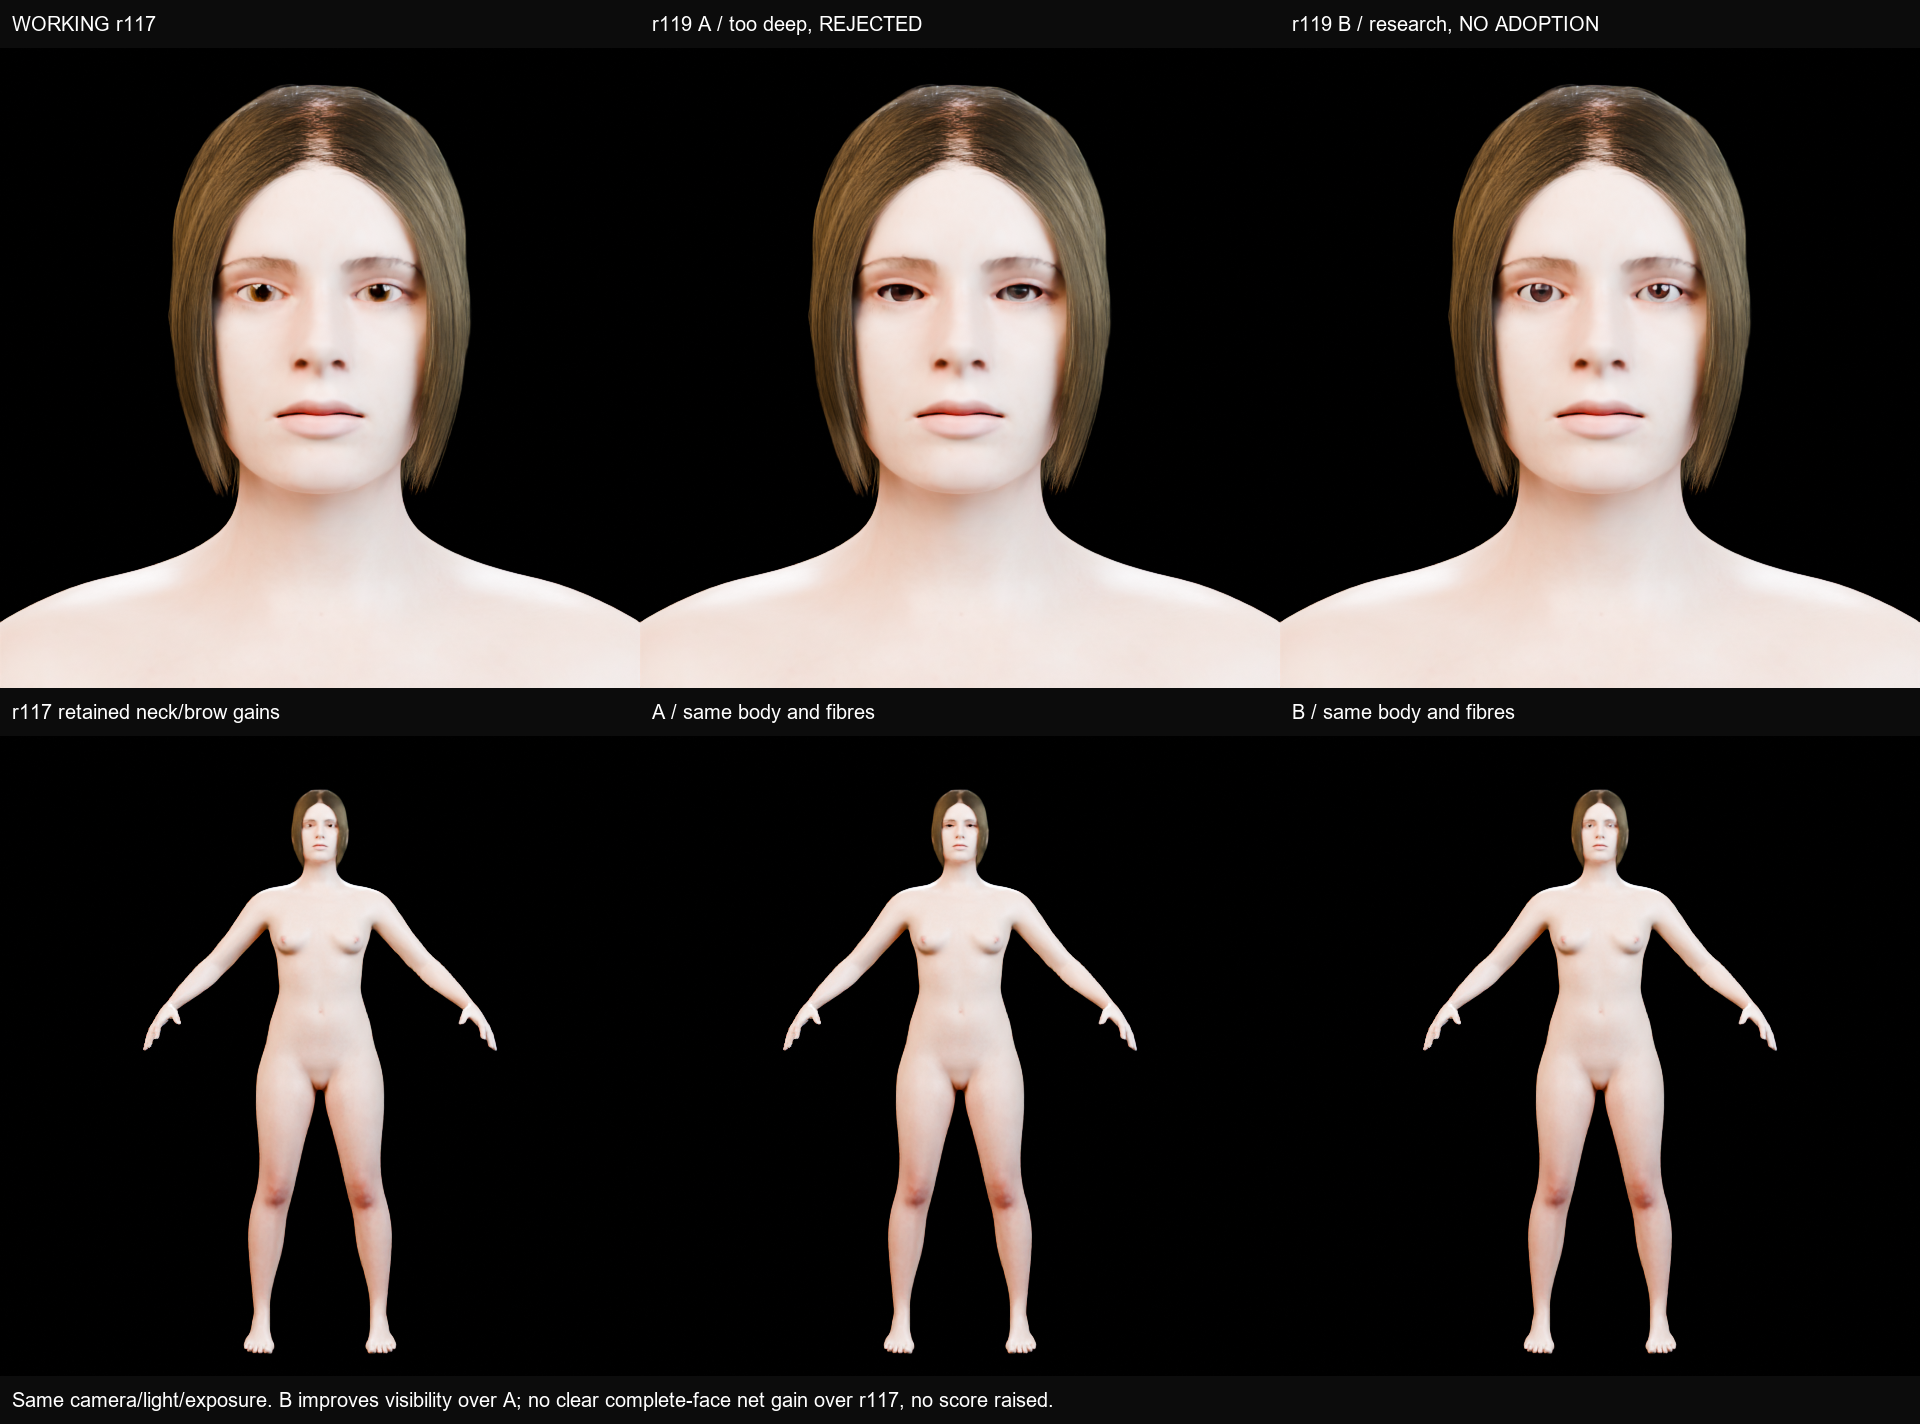 WORKING r117
r119 A / too deep, REJECTED
r119 B / research, NO ADOPTION
r117 retained neck/brow gains
A / same body and fibres
B / same body and fibres
Same camera/light/exposure. B improves visibility over A; no clear complete-face net gain over r117, no score raised.